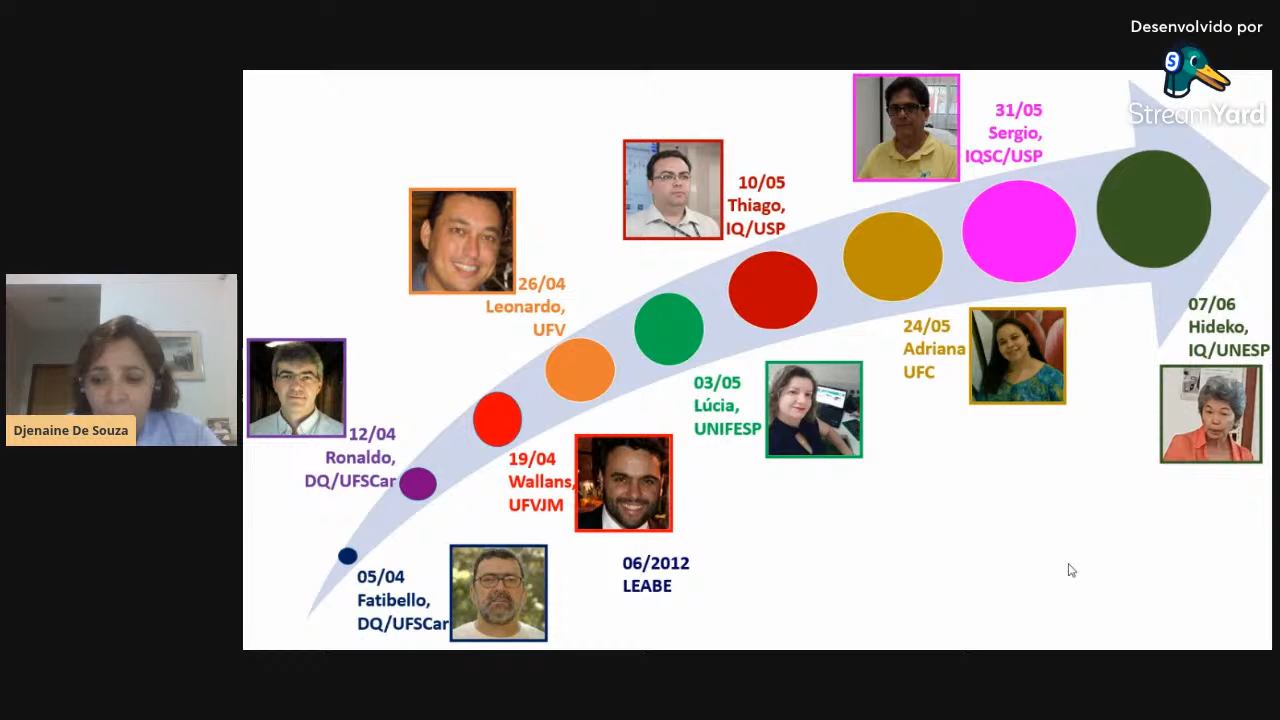 Desenvolvido por
S
StreamYard
31/05
Sergio,
IQSC/USP
10/05
Thiago,
IQ/USP
26/04
Leonardo,
UFV
07/06
Hideko,
IQ/UNESP
24/05
Adriana
UFC
03/05
Lúcia,
UNIFESP
12/04
Ronaldo,
DQ/UFSCar
19/04
Wallans,
UFVJM
06/2012
LEABE
05/04
Fatibello,
DQ/UFSCar
Djenaine De Souza